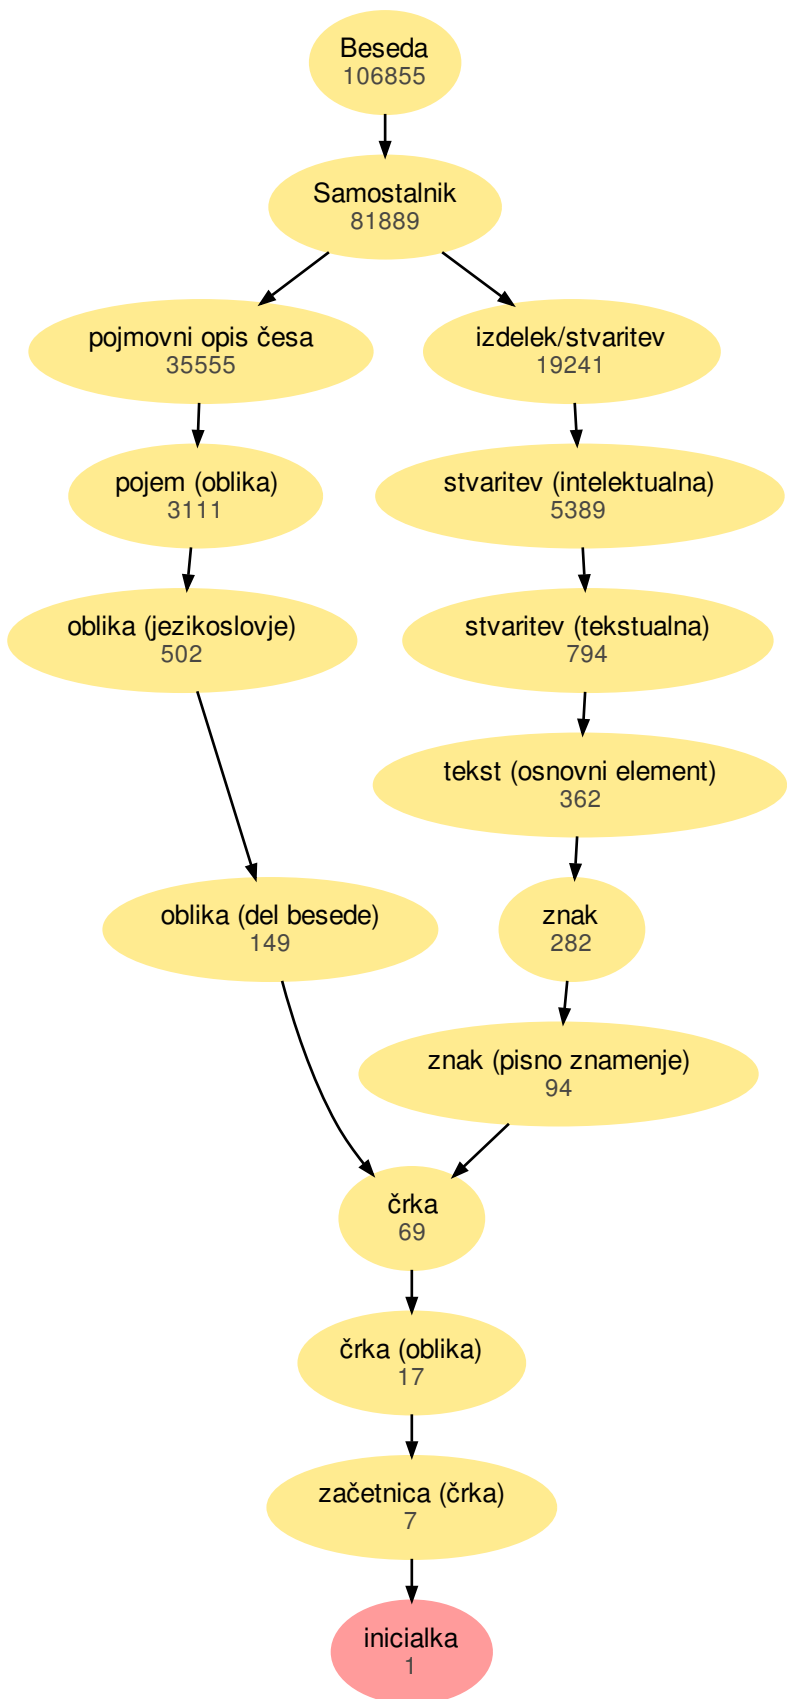 Beseda
106855
Samostalnik
81889
pojmovni opis česa
35555
izdelek/stvaritev
19241
pojem (oblika)
3111
stvaritev (intelektualna)
5389
oblika (jezikoslovje)
502
stvaritev (tekstualna)
794
tekst (osnovni element)
362
oblika (del besede)
149
znak
282
znak (pisno znamenje)
94
črka
69
črka (oblika)
17
začetnica (črka)
7
inicialka
1